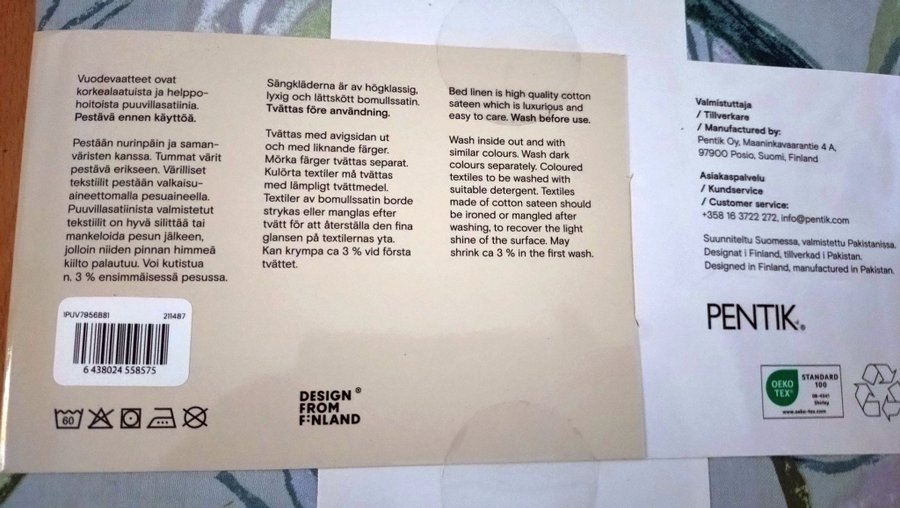 Vuodevaatteet ovat
korkealaatuista ja helppo-
hoitoista puuvillasatiinia.
Pestävä ennen käyttöä.
Pestään nurinpäin ja saman-
väristen kanssa. Tummat värit
pestävä erikseen. Värilliset
tekstiilit pestään valkaisu-
aineettomalla pesuaineella.
Puuvillasatiinista valmistetut
tekstiilit on hyvä silittää tai
mankeloida pesun jälkeen,
jolloin niiden pinnan himmeä
kiilto palautuu. Voi kutistua
n. 3 % ensimmäisessä pesussa.
Sängkläderna är av högklassig,
lyxig och lättskött bomullssatin.
Tvättas före användning.
Tvättas med avigsidan ut
och med liknande färger.
Mörka färger tvättas separat.
Kulörta textiler må tvättas
med lämpligt tvättmedel.
Textiler av bomullssatin borde
strykas eller manglas efter
tvätt för att återställa den fina
glansen på textilernas yta.
Kan krympa ca 3 % vid första
tvättet.
Bed linen is high quality cotton
sateen which is luxurious and
easy to care. Wash before use.
Wash inside out and with
similar colours. Wash dark
colours separately. Coloured
textiles to be washed with
suitable detergent. Textiles
made of cotton sateen should
be ironed or mangled after
washing, to recover the light
shine of the surface. May
shrink ca 3 % in the first wash.
IPUV7956B81 211487
6 438024 558575
60
DESIGN ®
FROM
FINLAND
Valmistuttaja
/ Tillverkare
/ Manufactured by:
Pentik Oy, Maaninkavaarantie 4 A,
97900 Posio, Suomi, Finland
Asiakaspalvelu
/ Kundservice
/ Customer service:
+358 16 3722 272, info@pentik.com
Suunniteltu Suomessa, valmistettu Pakistanissa.
Designat i Finland, tillverkad i Pakistan.
Designed in Finland, manufactured in Pakistan.
PENTIK®
OEKO
TEX®
STANDARD
100
08-4341
Shirley
www.oeko-tex.com